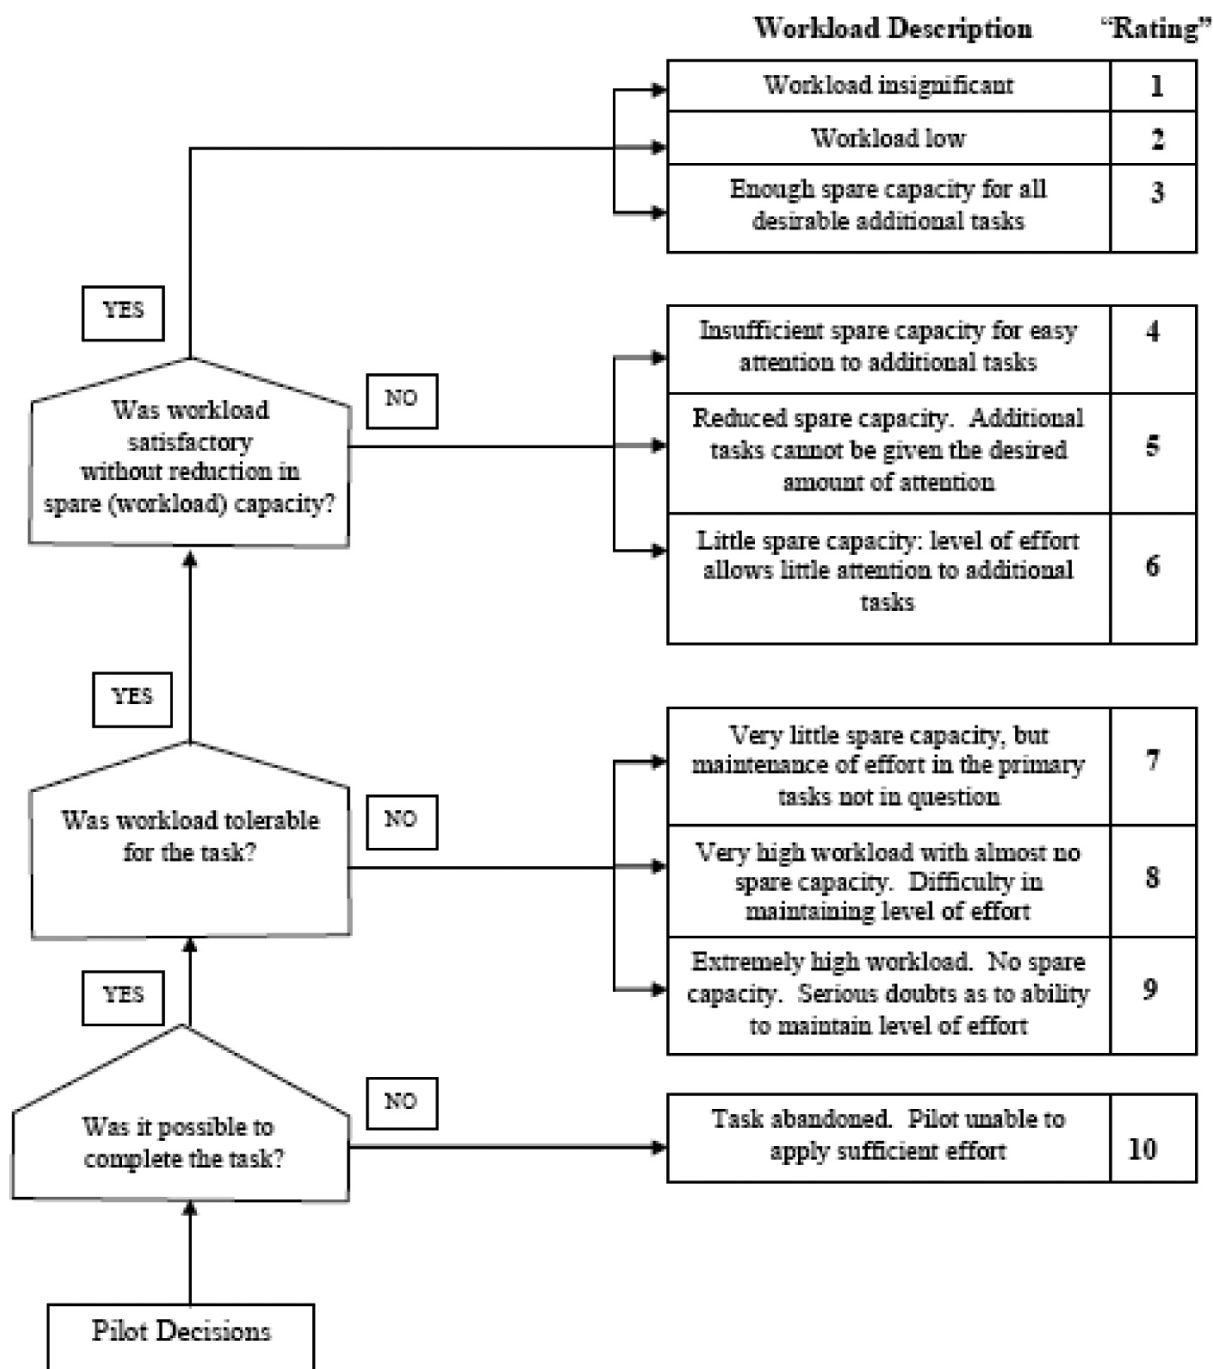 Workload Description “Rating”
Workload insignificant 1
Workload low 2
Enough spare capacity for all 3
desirable additional tasks
YES
Insufficient spare capacity for easy 4
attention to additional tasks
NO
Was workload
satisfactory
without reduction in
spare (workload) capacity?
Reduced spare capacity. Additional
tasks cannot be given the desired 5
amount of attention
Little spare capacity: level of effort
allows little attention to additional 6
tasks
YES
Very little spare capacity, but
maintenance of effort in the primary 7
tasks not in question
NO
Was workload tolerable
for the task?
Very high workload with almost no
spare capacity. Difficulty in 8
maintaining level of effort
YES
Extremely high workload. No spare
capacity. Serious doubts as to ability 9
to maintain level of effort
NO
Was it possible to
complete the task?
Task abandoned. Pilot unable to
apply sufficient effort 10
Pilot Decisions